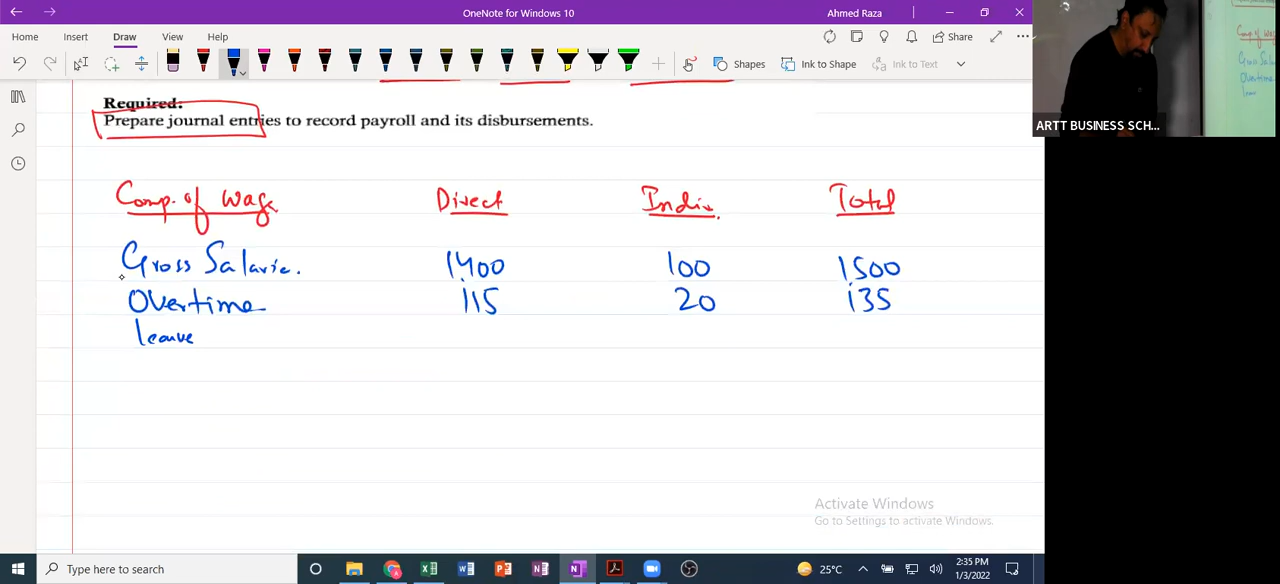 OneNote for Windows 10
Ahmed Raza
Home Insert Draw View Help
Share
Shapes
Ink to Shape
Ink to Text
Required:
Prepare journal entries to record payroll and its disbursements.
Comp. of wage Direct Indir. Total
Gross Salarie. 1400 100 1500
Overtime 115 20 135
leave
ARTT BUSINESS SCH...
Activate Windows
Go to Settings to activate Windows.
Type here to search
25°C
2:35 PM
1/3/2022